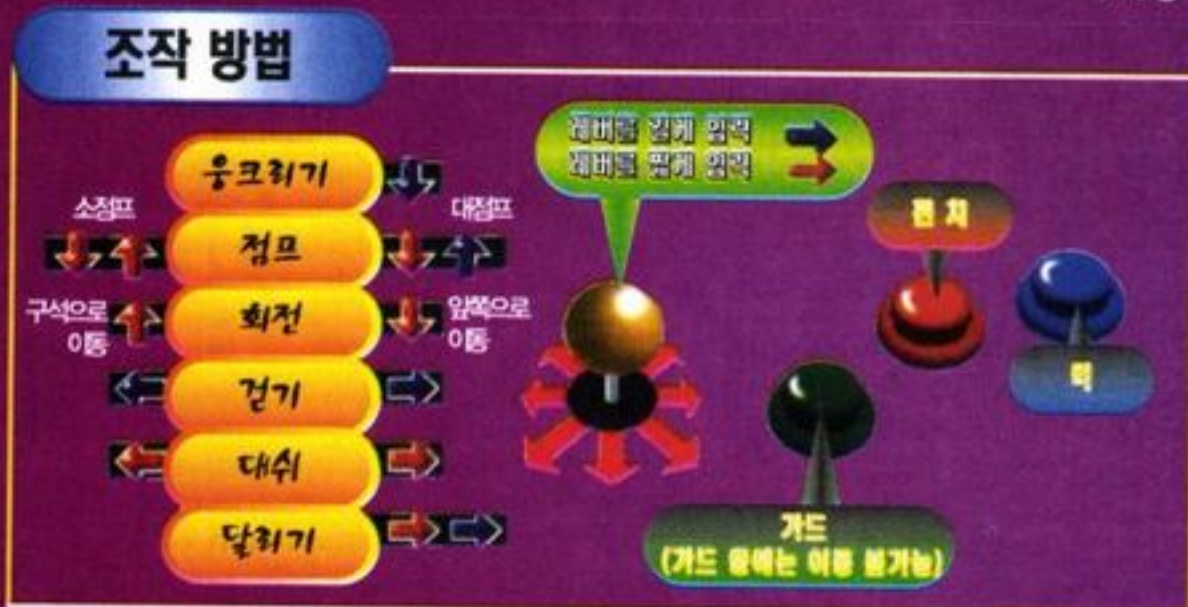 조작 방법
레버를 길게 입력
레버를 짧게 입력
웅크리기
소점프
점프
대점프
구석으로
이동
회전
앞쪽으로
이동
걷기
대쉬
달리기
펀치
킥
가드
(가드 중에는 이동 불가능)